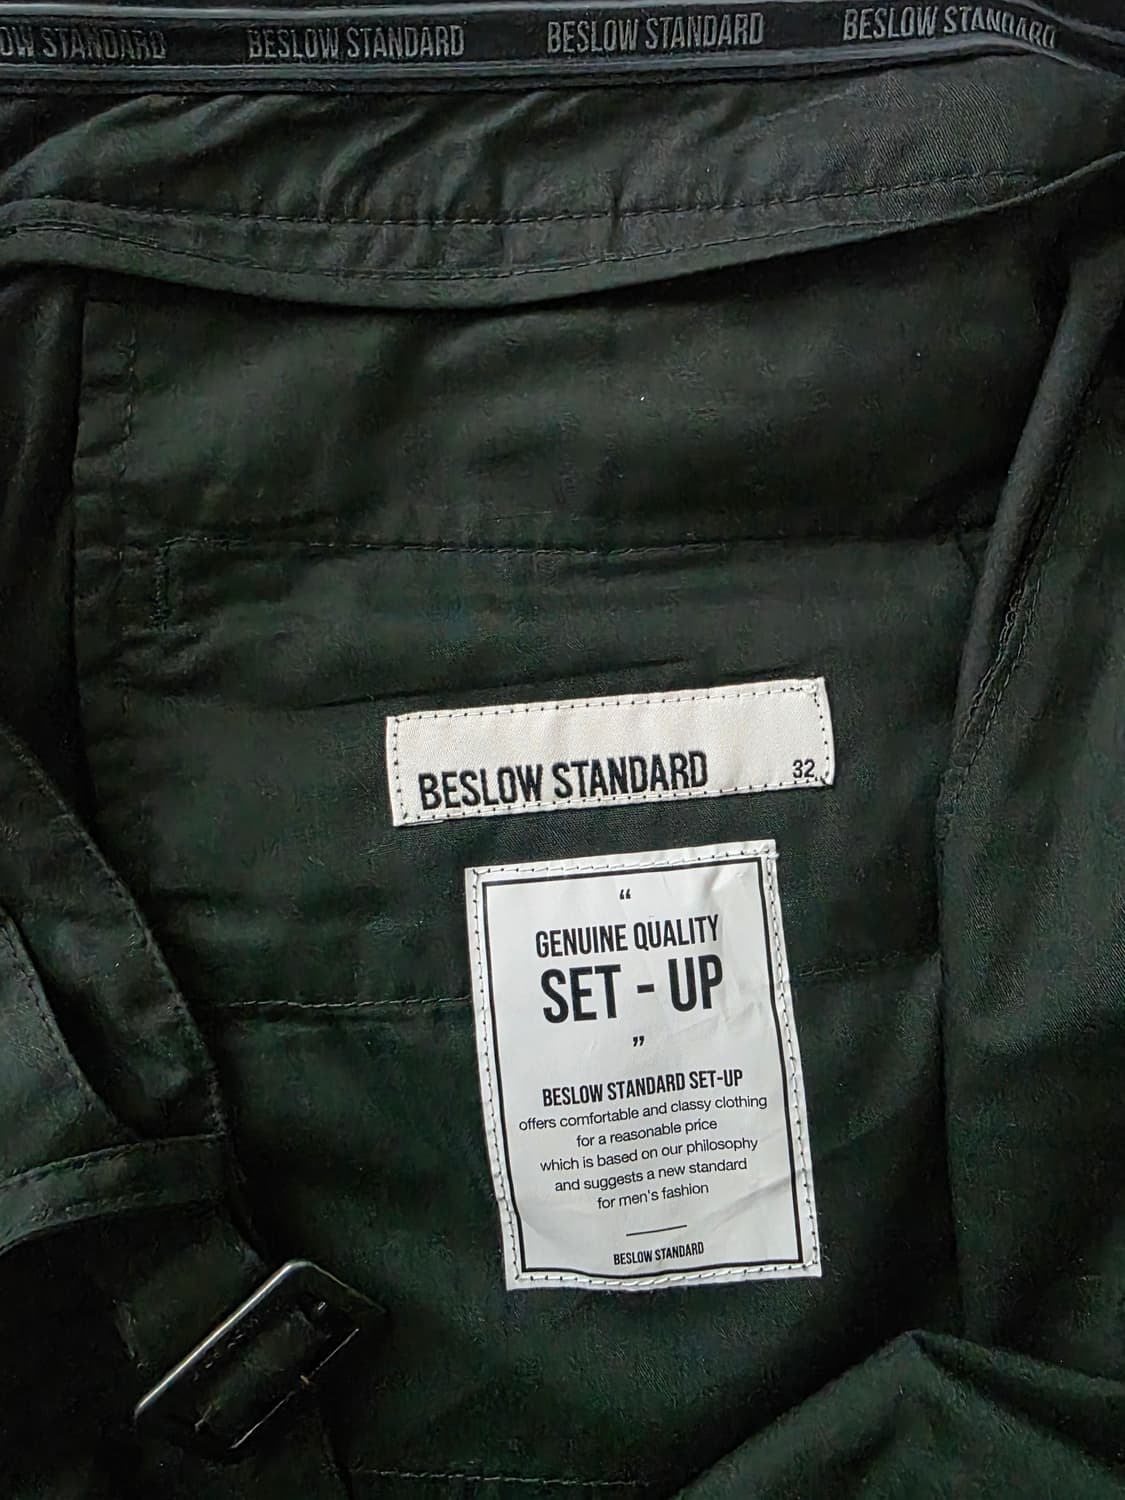 OW STANDARD BESLOW STANDARD BESLOW STANDARD BESLOW STANDARD
BESLOW STANDARD 32
“
GENUINE QUALITY
SET - UP
”
BESLOW STANDARD SET-UP
offers comfortable and classy clothing
for a reasonable price
which is based on our philosophy
and suggests a new standard
for men's fashion
BESLOW STANDARD